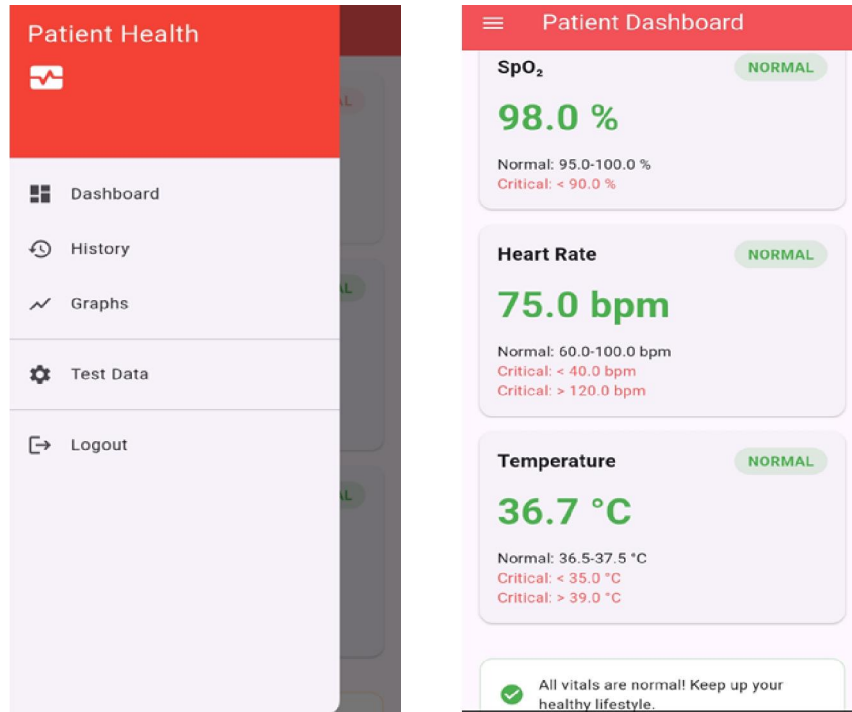 Patient Health
Dashboard
History
Graphs
Test Data
Logout
AL
AL
AL
Patient Dashboard
SpO₂
NORMAL
98.0 %
Normal: 95.0-100.0 %
Critical: < 90.0 %
Heart Rate
NORMAL
75.0 bpm
Normal: 60.0-100.0 bpm
Critical: < 40.0 bpm
Critical: > 120.0 bpm
Temperature
NORMAL
36.7 °C
Normal: 36.5-37.5 °C
Critical: < 35.0 °C
Critical: > 39.0 °C
All vitals are normal! Keep up your
healthy lifestyle.